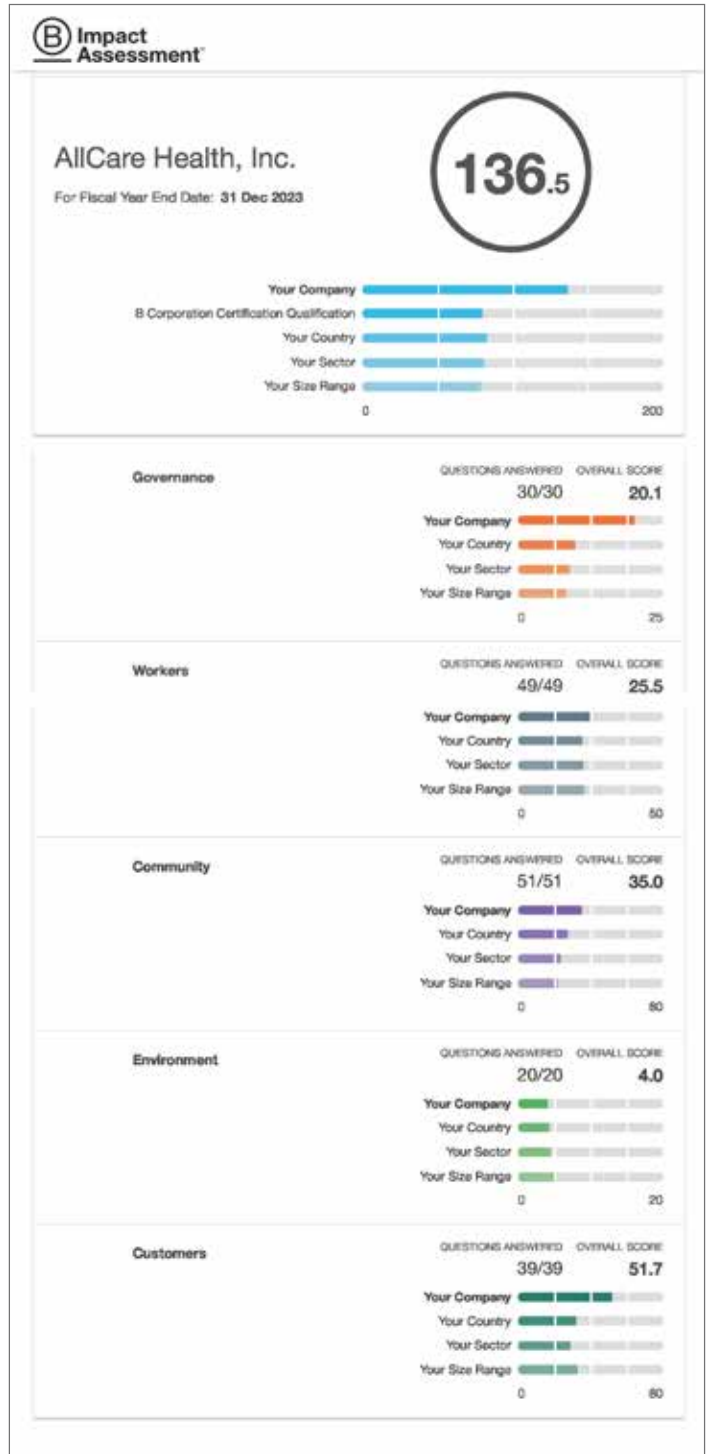 B Impact
Assessment™
AllCare Health, Inc.
For Fiscal Year End Date: 31 Dec 2023
136.5
Your Company
B Corporation Certification Qualification
Your Country
Your Sector
Your Size Range
0 200
Governance QUESTIONS ANSWERED OVERALL SCORE
30/30 20.1
Your Company
Your Country
Your Sector
Your Size Range
0 25
Workers QUESTIONS ANSWERED OVERALL SCORE
49/49 25.5
Your Company
Your Country
Your Sector
Your Size Range
0 50
Community QUESTIONS ANSWERED OVERALL SCORE
51/51 35.0
Your Company
Your Country
Your Sector
Your Size Range
0 80
Environment QUESTIONS ANSWERED OVERALL SCORE
20/20 4.0
Your Company
Your Country
Your Sector
Your Size Range
0 20
Customers QUESTIONS ANSWERED OVERALL SCORE
39/39 51.7
Your Company
Your Country
Your Sector
Your Size Range
0 80